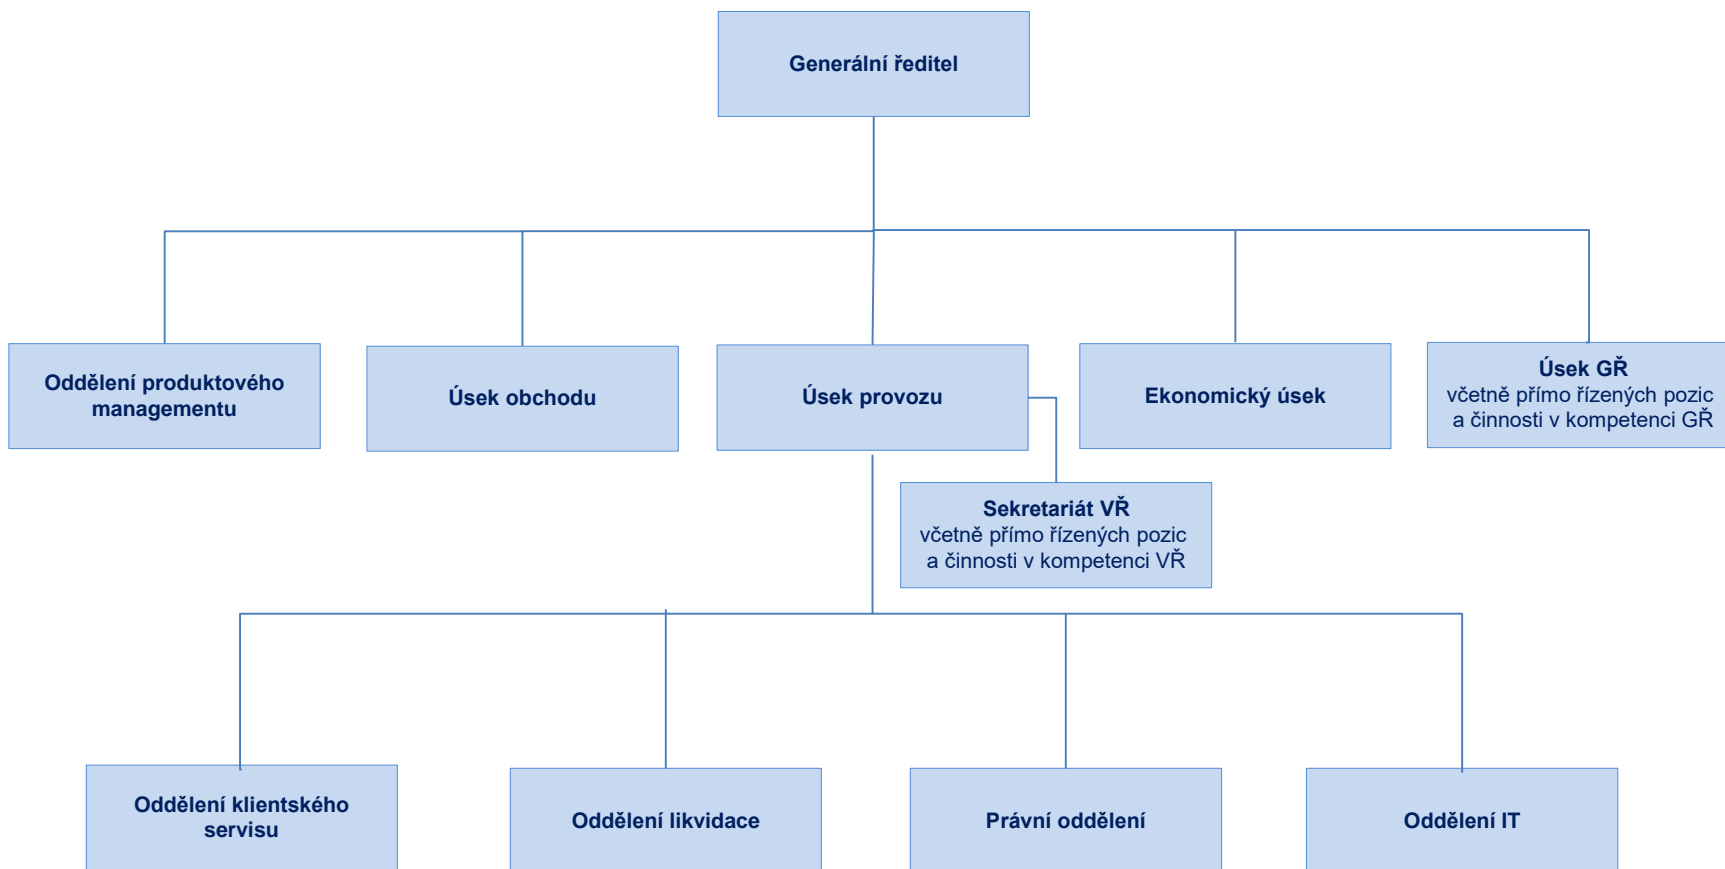 Generální ředitel
Oddělení produktového
managementu
Úsek obchodu
Úsek provozu
Ekonomický úsek
Úsek GŘ
včetně přímo řízených pozic
a činnosti v kompetenci GŘ
Sekretariát VŘ
včetně přímo řízených pozic
a činnosti v kompetenci VŘ
Oddělení klientského
servisu
Oddělení likvidace
Právní oddělení
Oddělení IT